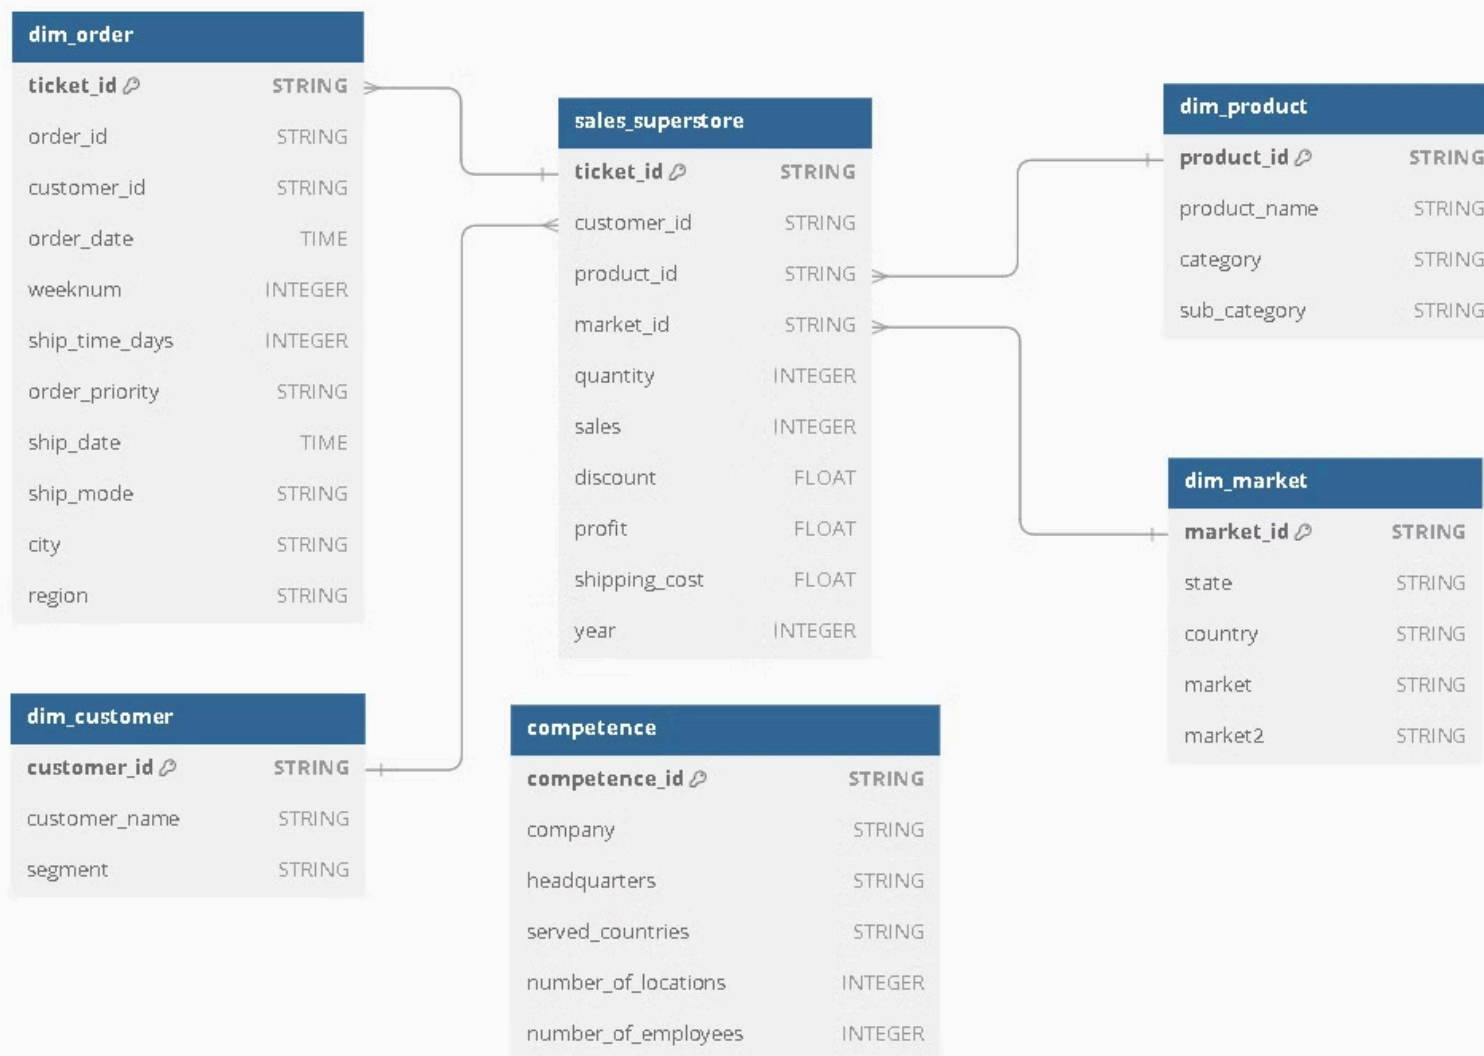 dim_order
ticket_id STRING
order_id STRING
customer_id STRING
order_date TIME
weeknum INTEGER
ship_time_days INTEGER
order_priority STRING
ship_date TIME
ship_mode STRING
city STRING
region STRING
sales_superstore
ticket_id STRING
customer_id STRING
product_id STRING
market_id STRING
quantity INTEGER
sales INTEGER
discount FLOAT
profit FLOAT
shipping_cost FLOAT
year INTEGER
dim_product
product_id STRING
product_name STRING
category STRING
sub_category STRING
dim_market
market_id STRING
state STRING
country STRING
market STRING
market2 STRING
dim_customer
customer_id STRING
customer_name STRING
segment STRING
competence
competence_id STRING
company STRING
headquarters STRING
served_countries STRING
number_of_locations INTEGER
number_of_employees INTEGER